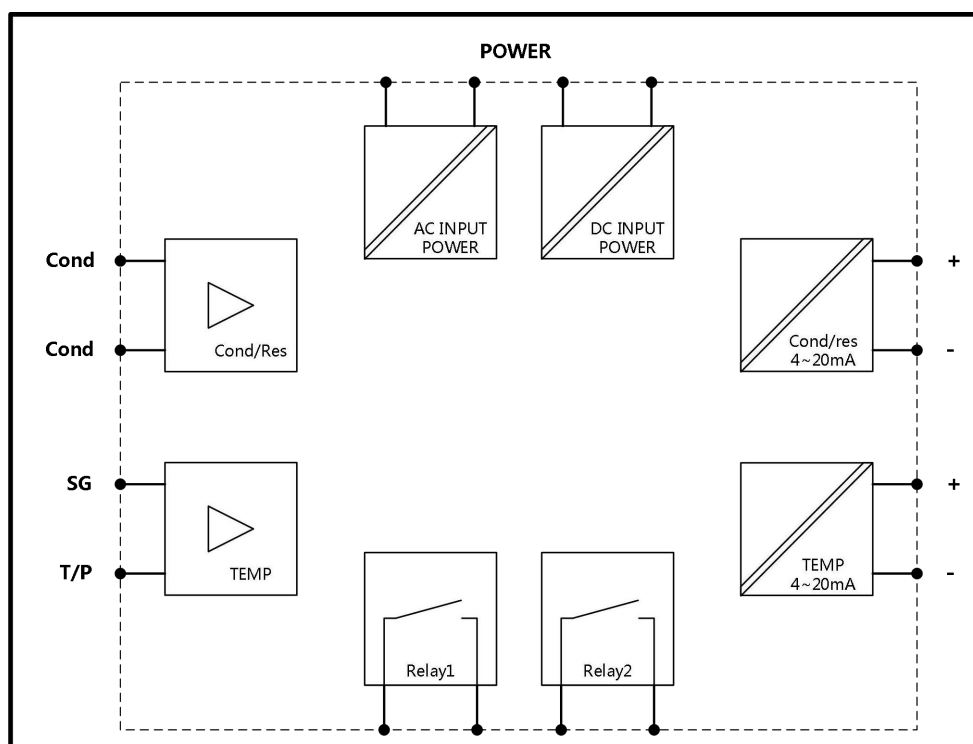 POWER
AC INPUT
POWER
DC INPUT
POWER
Cond
Cond
Cond/Res
Cond/res
4~20mA
+
-
SG
T/P
TEMP
TEMP
4~20mA
+
-
Relay1
Relay2